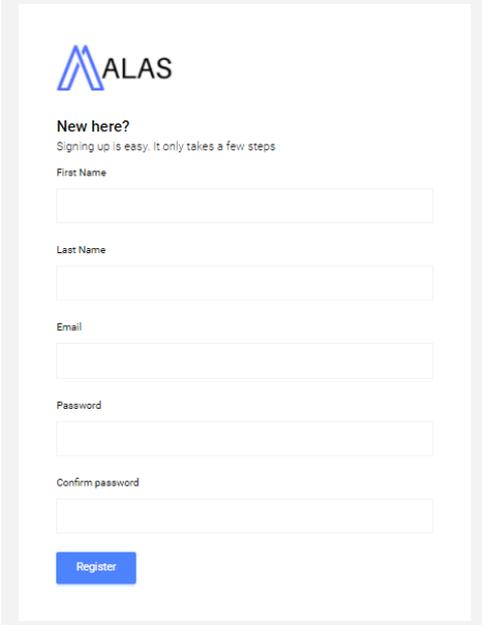 ALAS
New here?
Signing up is easy. It only takes a few steps
First Name
Last Name
Email
Password
Confirm password
Register